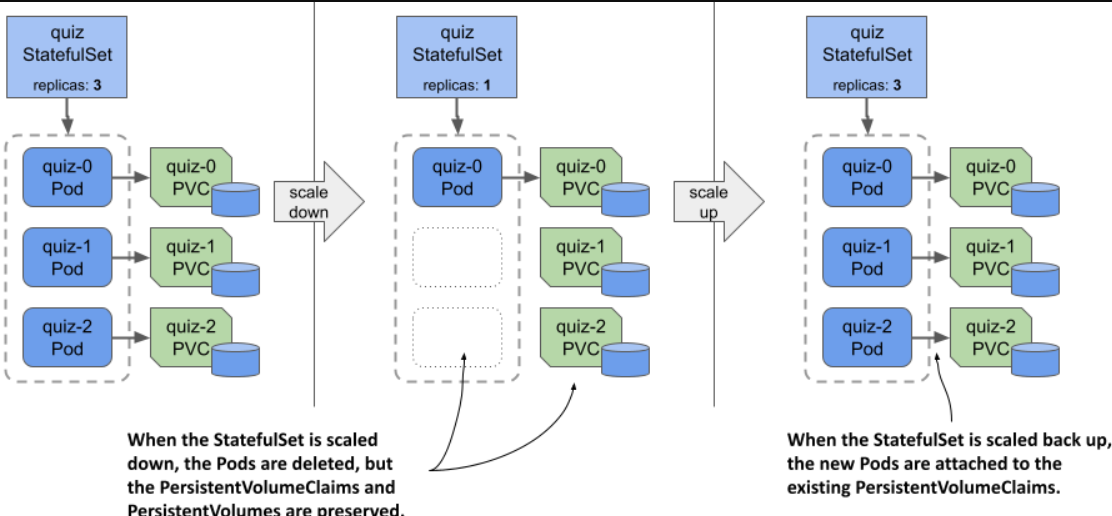 quiz
StatefulSet
replicas: 3
quiz-0
Pod
quiz-0
PVC
quiz-1
Pod
quiz-1
PVC
quiz-2
Pod
quiz-2
PVC
scale
down
quiz
StatefulSet
replicas: 1
quiz-0
Pod
quiz-0
PVC
quiz-1
PVC
quiz-2
PVC
When the StatefulSet is scaled
down, the Pods are deleted, but
the PersistentVolumeClaims and
PersistentVolumes are preserved.
scale
up
quiz
StatefulSet
replicas: 3
quiz-0
Pod
quiz-0
PVC
quiz-1
Pod
quiz-1
PVC
quiz-2
Pod
quiz-2
PVC
When the StatefulSet is scaled back up,
the new Pods are attached to the
existing PersistentVolumeClaims.